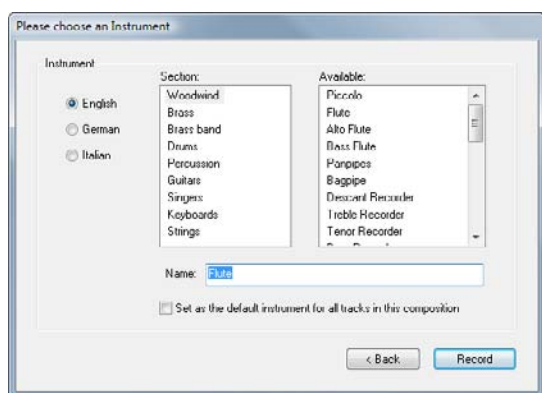 Please choose an Instrument
Instrument
English
German
Italian
Section:
Woodwind
Brass
Brass band
Drums
Percussion
Guitars
Singers
Keyboards
Strings
Available:
Piccolo
Flute
Alto Flute
Bass Flute
Panpipes
Bagpipe
Descant Recorder
Treble Recorder
Tenor Recorder
Name: Flute
Set as the default instrument for all tracks in this composition
< Back Record